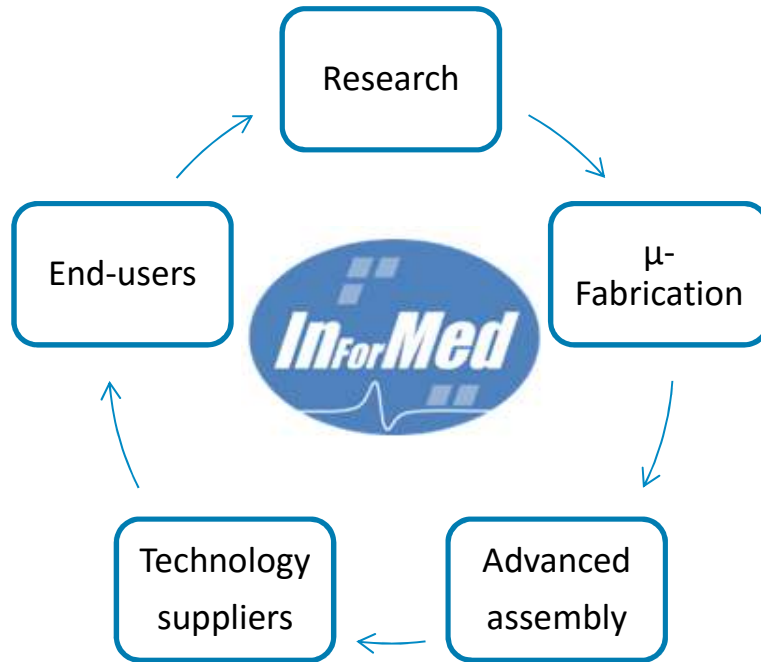 Research
End-users
μ-
Fabrication
InForMed
Technology
suppliers
Advanced
assembly